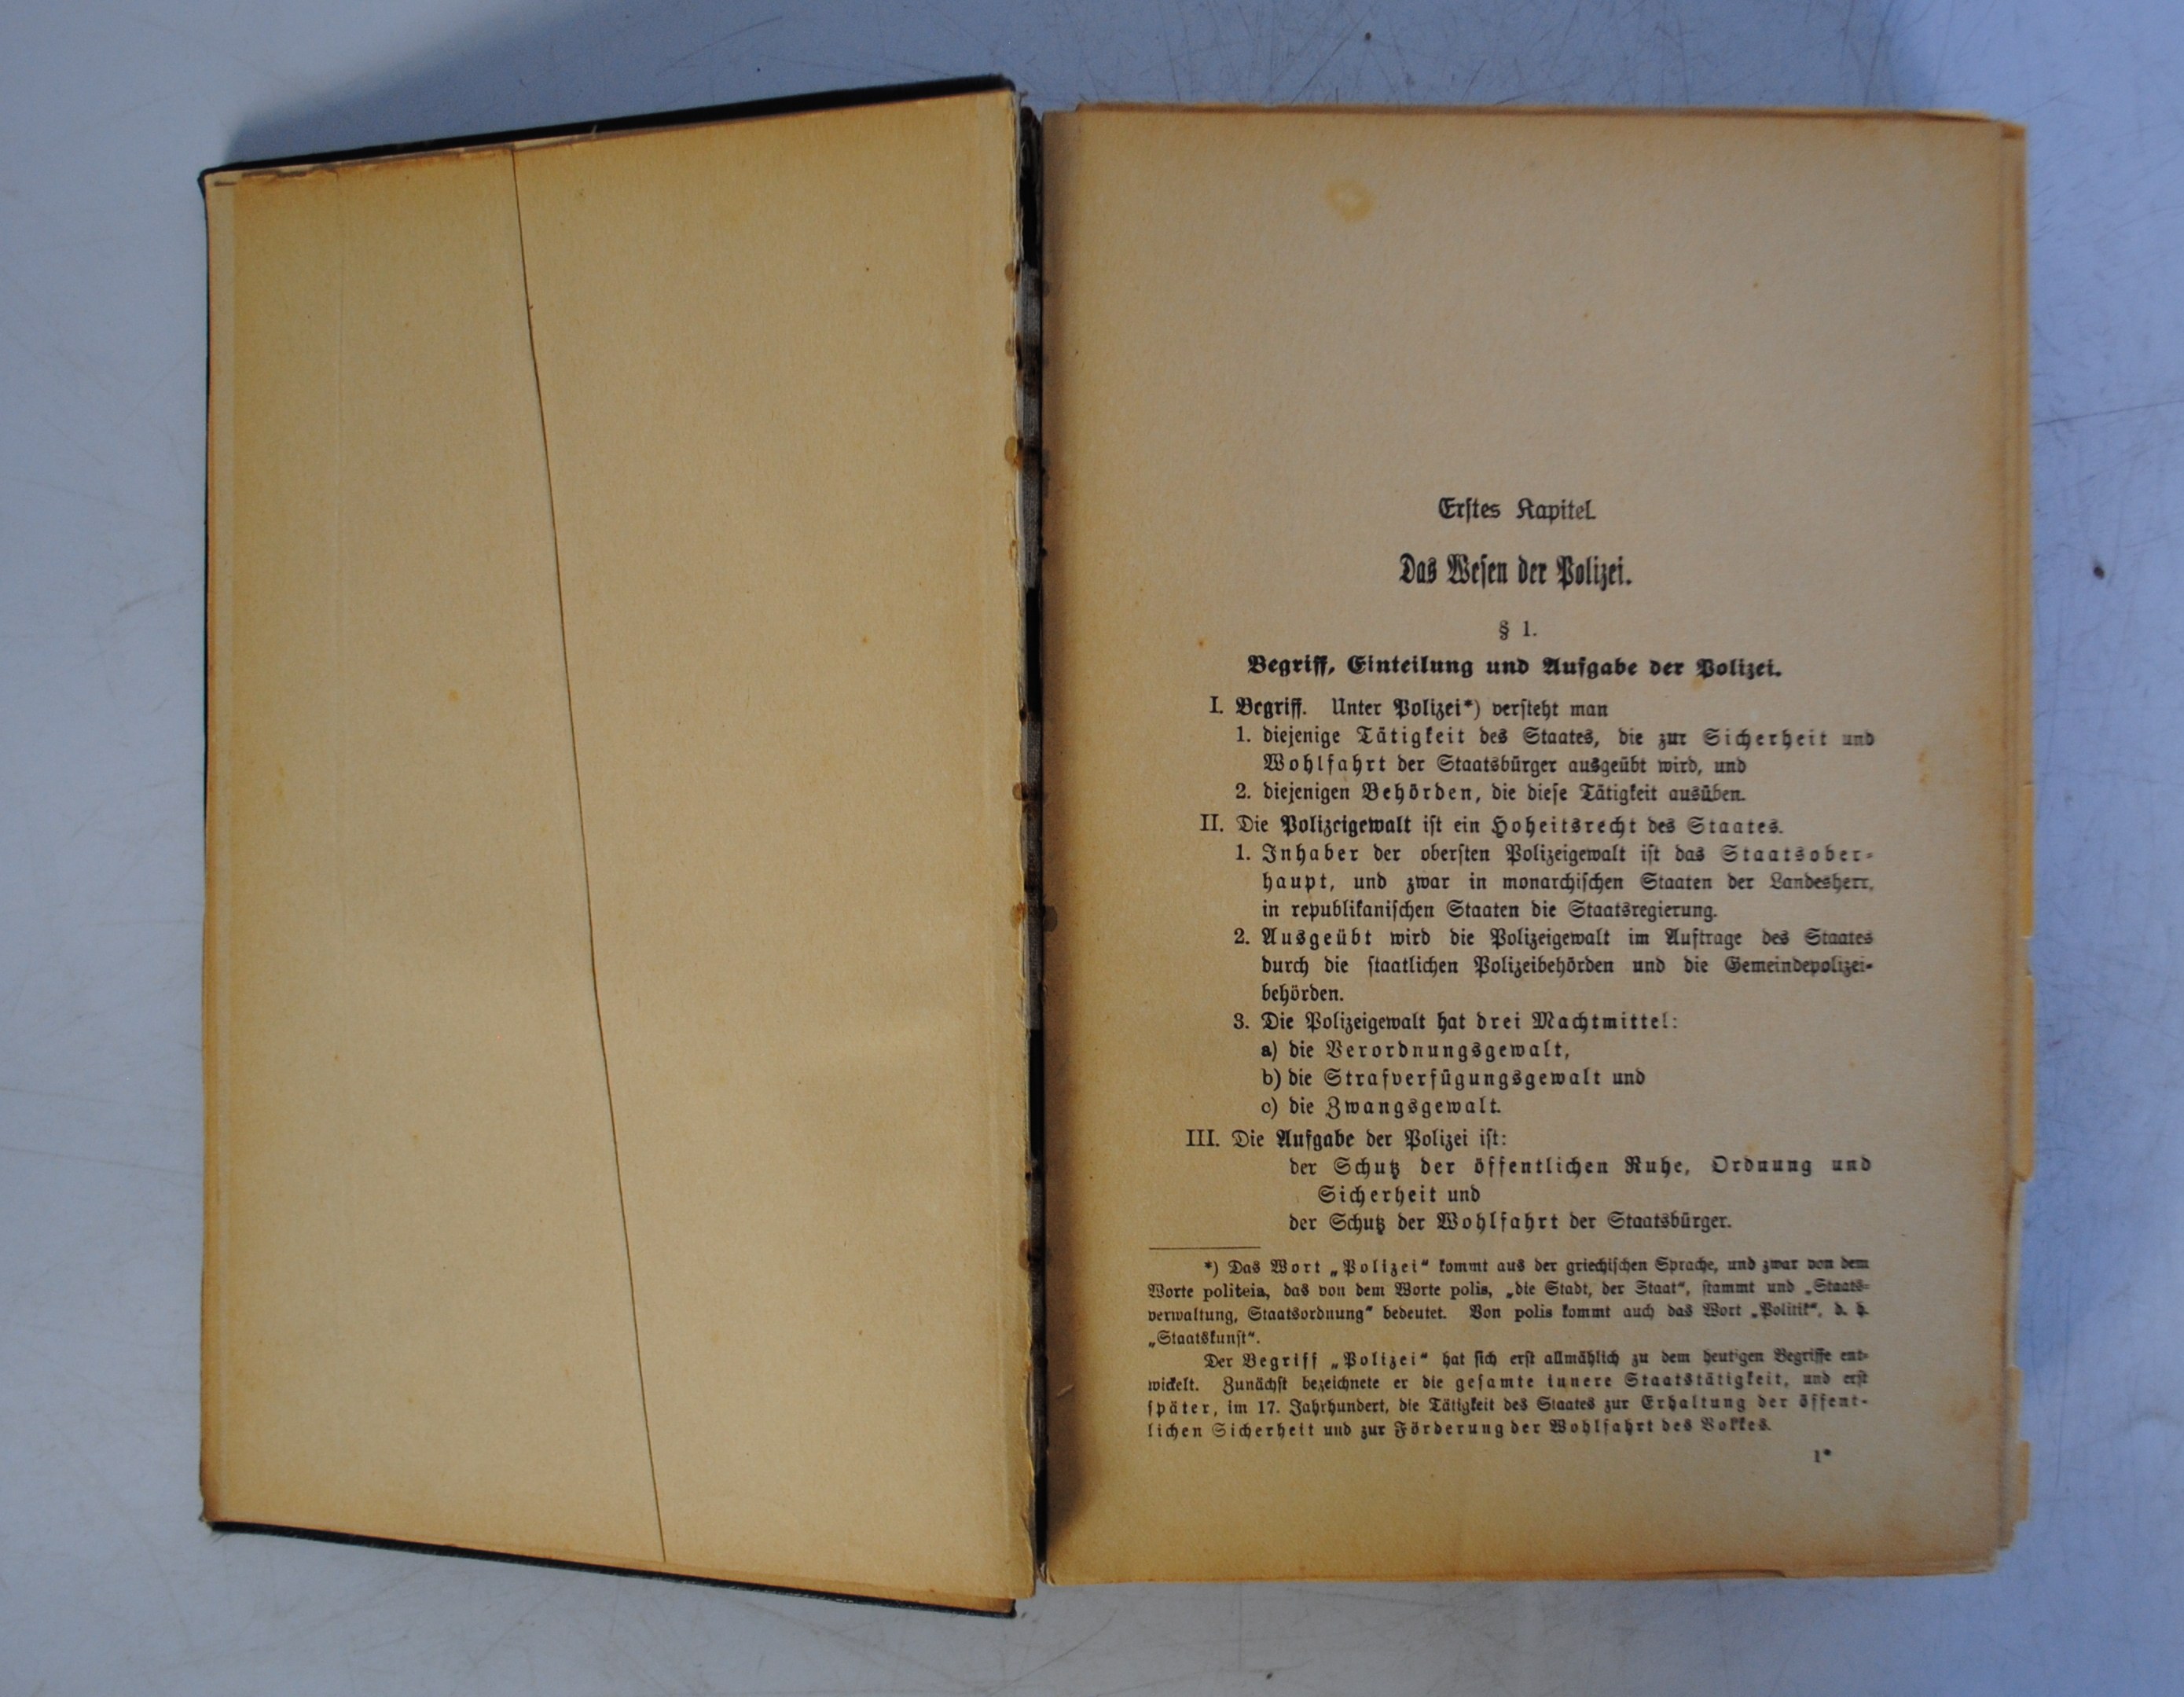 Erstes Kapitel.
Das Wesen der Polizei.
§ 1.
Begriff, Einteilung und Aufgabe der Polizei.
I. Begriff. Unter Polizei*) versteht man
1. diejenige Tätigkeit des Staates, die zur Sicherheit und
Wohlfahrt der Staatsbürger ausgeübt wird, und
2. diejenigen Behörden, die diese Tätigkeit ausüben.
II. Die Polizeigewalt ist ein Hoheitsrecht des Staates.
1. Inhaber der obersten Polizeigewalt ist das Staatsober-
haupt, und zwar in monarchischen Staaten der Landesherr,
in republikanischen Staaten die Staatsregierung.
2. Ausgeübt wird die Polizeigewalt im Auftrage des Staates
durch die staatlichen Polizeibehörden und die Gemeindepolizei-
behörden.
3. Die Polizeigewalt hat drei Machtmittel:
a) die Verordnungsgewalt,
b) die Strafverfügungsgewalt und
c) die Zwangsgewalt.
III. Die Aufgabe der Polizei ist:
der Schutz der öffentlichen Ruhe, Ordnung und
Sicherheit und
der Schutz der Wohlfahrt der Staatsbürger.
*) Das Wort „Polizei“ kommt aus der griechischen Sprache, und zwar von dem
Worte politeia, das von dem Worte polis, „die Stadt, der Staat“, stammt und „Staats-
verwaltung, Staatsordnung“ bedeutet. Von polis kommt auch das Wort „Politik“, d. h.
„Staatskunst“.
Der Begriff „Polizei“ hat sich erst allmählich zu dem heutigen Begriffe ent-
wickelt. Zunächst bezeichnete er die gesamte innere Staatstätigkeit, und erst
später, im 17. Jahrhundert, die Tätigkeit des Staates zur Erhaltung der öffent-
lichen Sicherheit und zur Förderung der Wohlfahrt des Volkes.
1*